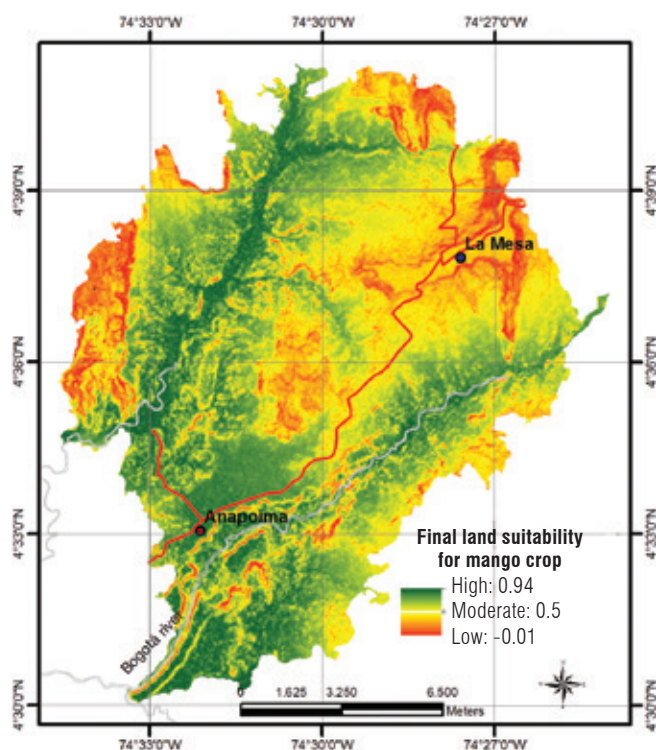 74°33'0"W 74°30'0"W 74°27'0"W
4°39'0"N 4°39'0"N
La Mesa
4°36'0"N 4°36'0"N
Anapoima
4°33'0"N 4°33'0"N
Final land suitability
for mango crop
High: 0.94
Moderate: 0.5
Low: -0.01
Bogotá river
0 1.625 3.250 6.500
Meters
4°30'0"N 4°30'0"N
74°33'0"W 74°30'0"W 74°27'0"W